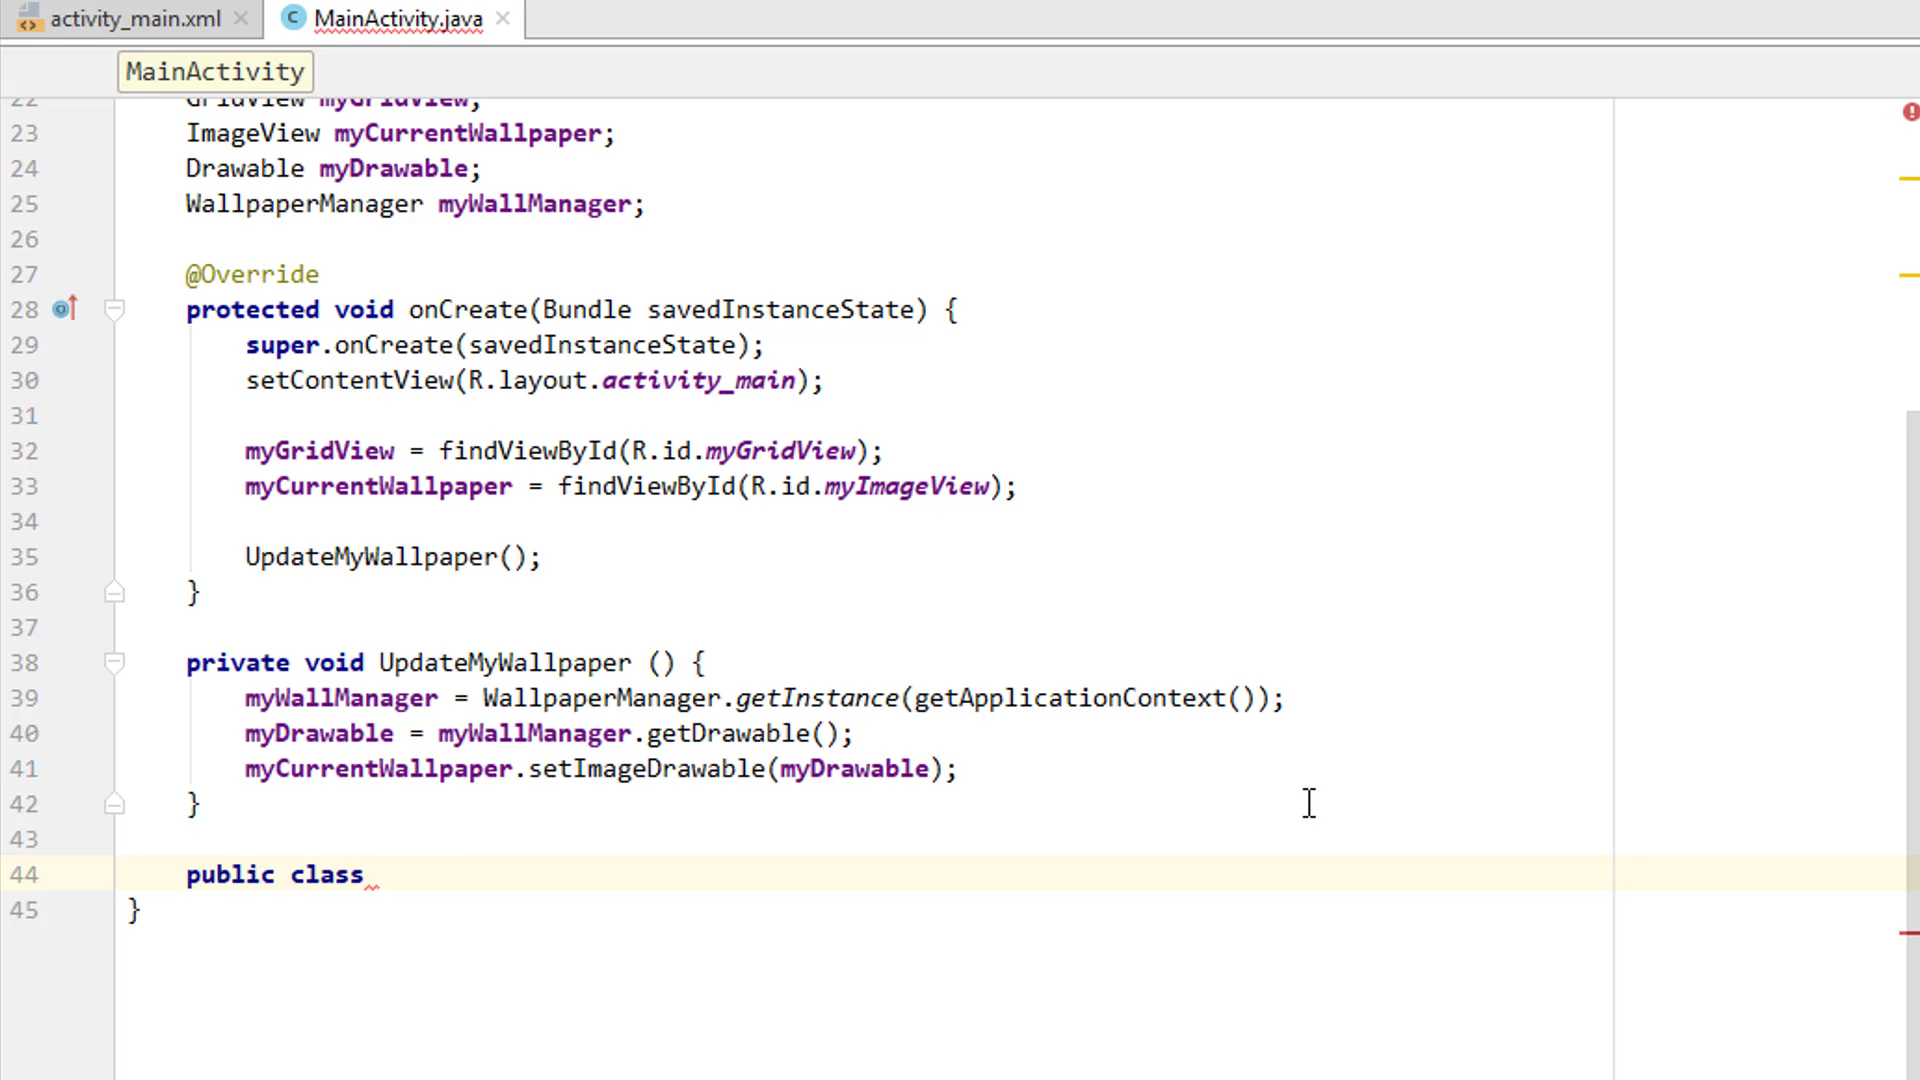 activity_main.xml MainActivity.java
MainActivity
22 GridView myGridView;
23 ImageView myCurrentWallpaper;
24 Drawable myDrawable;
25 WallpaperManager myWallManager;
26
27 @Override
28 protected void onCreate(Bundle savedInstanceState) {
29 super.onCreate(savedInstanceState);
30 setContentView(R.layout.activity_main);
31
32 myGridView = findViewById(R.id.myGridView);
33 myCurrentWallpaper = findViewById(R.id.myImageView);
34
35 UpdateMyWallpaper();
36 }
37
38 private void UpdateMyWallpaper () {
39 myWallManager = WallpaperManager.getInstance(getApplicationContext());
40 myDrawable = myWallManager.getDrawable();
41 myCurrentWallpaper.setImageDrawable(myDrawable);
42 }
43
44 public class
45 }